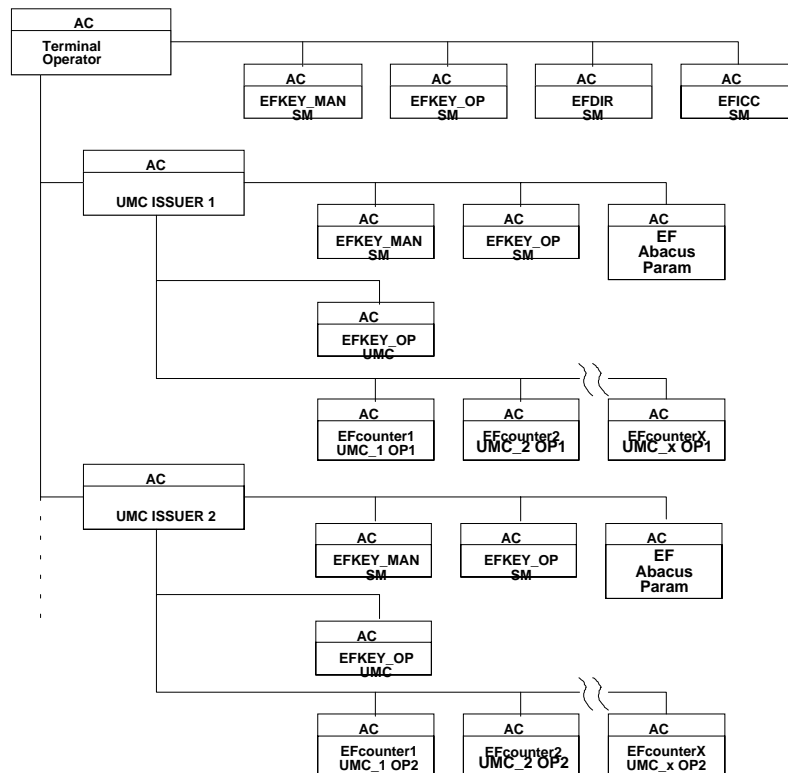 AC
Terminal
Operator
AC
EFKEY_MAN
SM
AC
EFKEY_OP
SM
AC
EFDIR
SM
AC
EFICC
SM
AC
UMC ISSUER 1
AC
EFKEY_MAN
SM
AC
EFKEY_OP
SM
AC
EF
Abacus
Param
AC
EFKEY_OP
UMC
AC
EFcounter1
UMC_1 OP1
AC
EFcounter2
UMC_2 OP1
AC
EFcounterX
UMC_x OP1
AC
UMC ISSUER 2
AC
EFKEY_MAN
SM
AC
EFKEY_OP
SM
AC
EF
Abacus
Param
AC
EFKEY_OP
UMC
AC
EFcounter1
UMC_1 OP2
AC
EFcounter2
UMC_2 OP2
AC
EFcounterX
UMC_x OP2